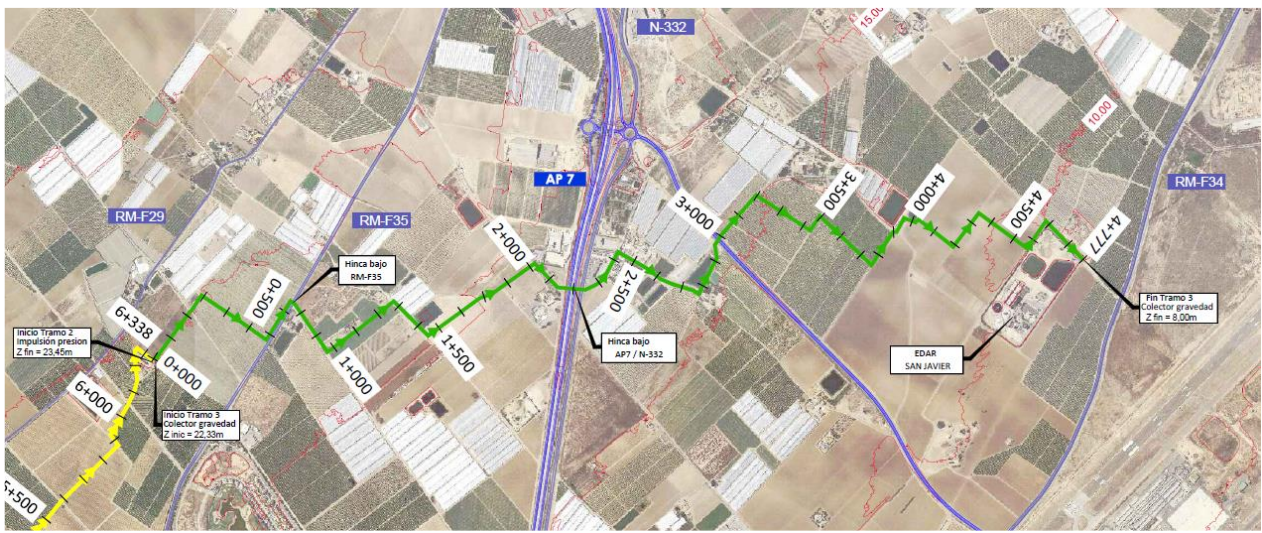 N-332
15.00
10.00
AP 7
RM-F29
RM-F35
RM-F34
3+000
3+500
4+000
4+500
4+777
2+000
2+500
Hinca bajo
RM-F35
0+500
6+338
Inicio Tramo 2
Impulsión presion
Z fin = 23,45m
0+000
1+000
1+500
Hinca bajo
AP7 / N-332
Fin Tramo 3
Colector gravedad
Z fin = 8,00m
EDAR
SAN JAVIER
6+000
Inicio Tramo 3
Colector gravedad
Z inic = 22,33m
5+500